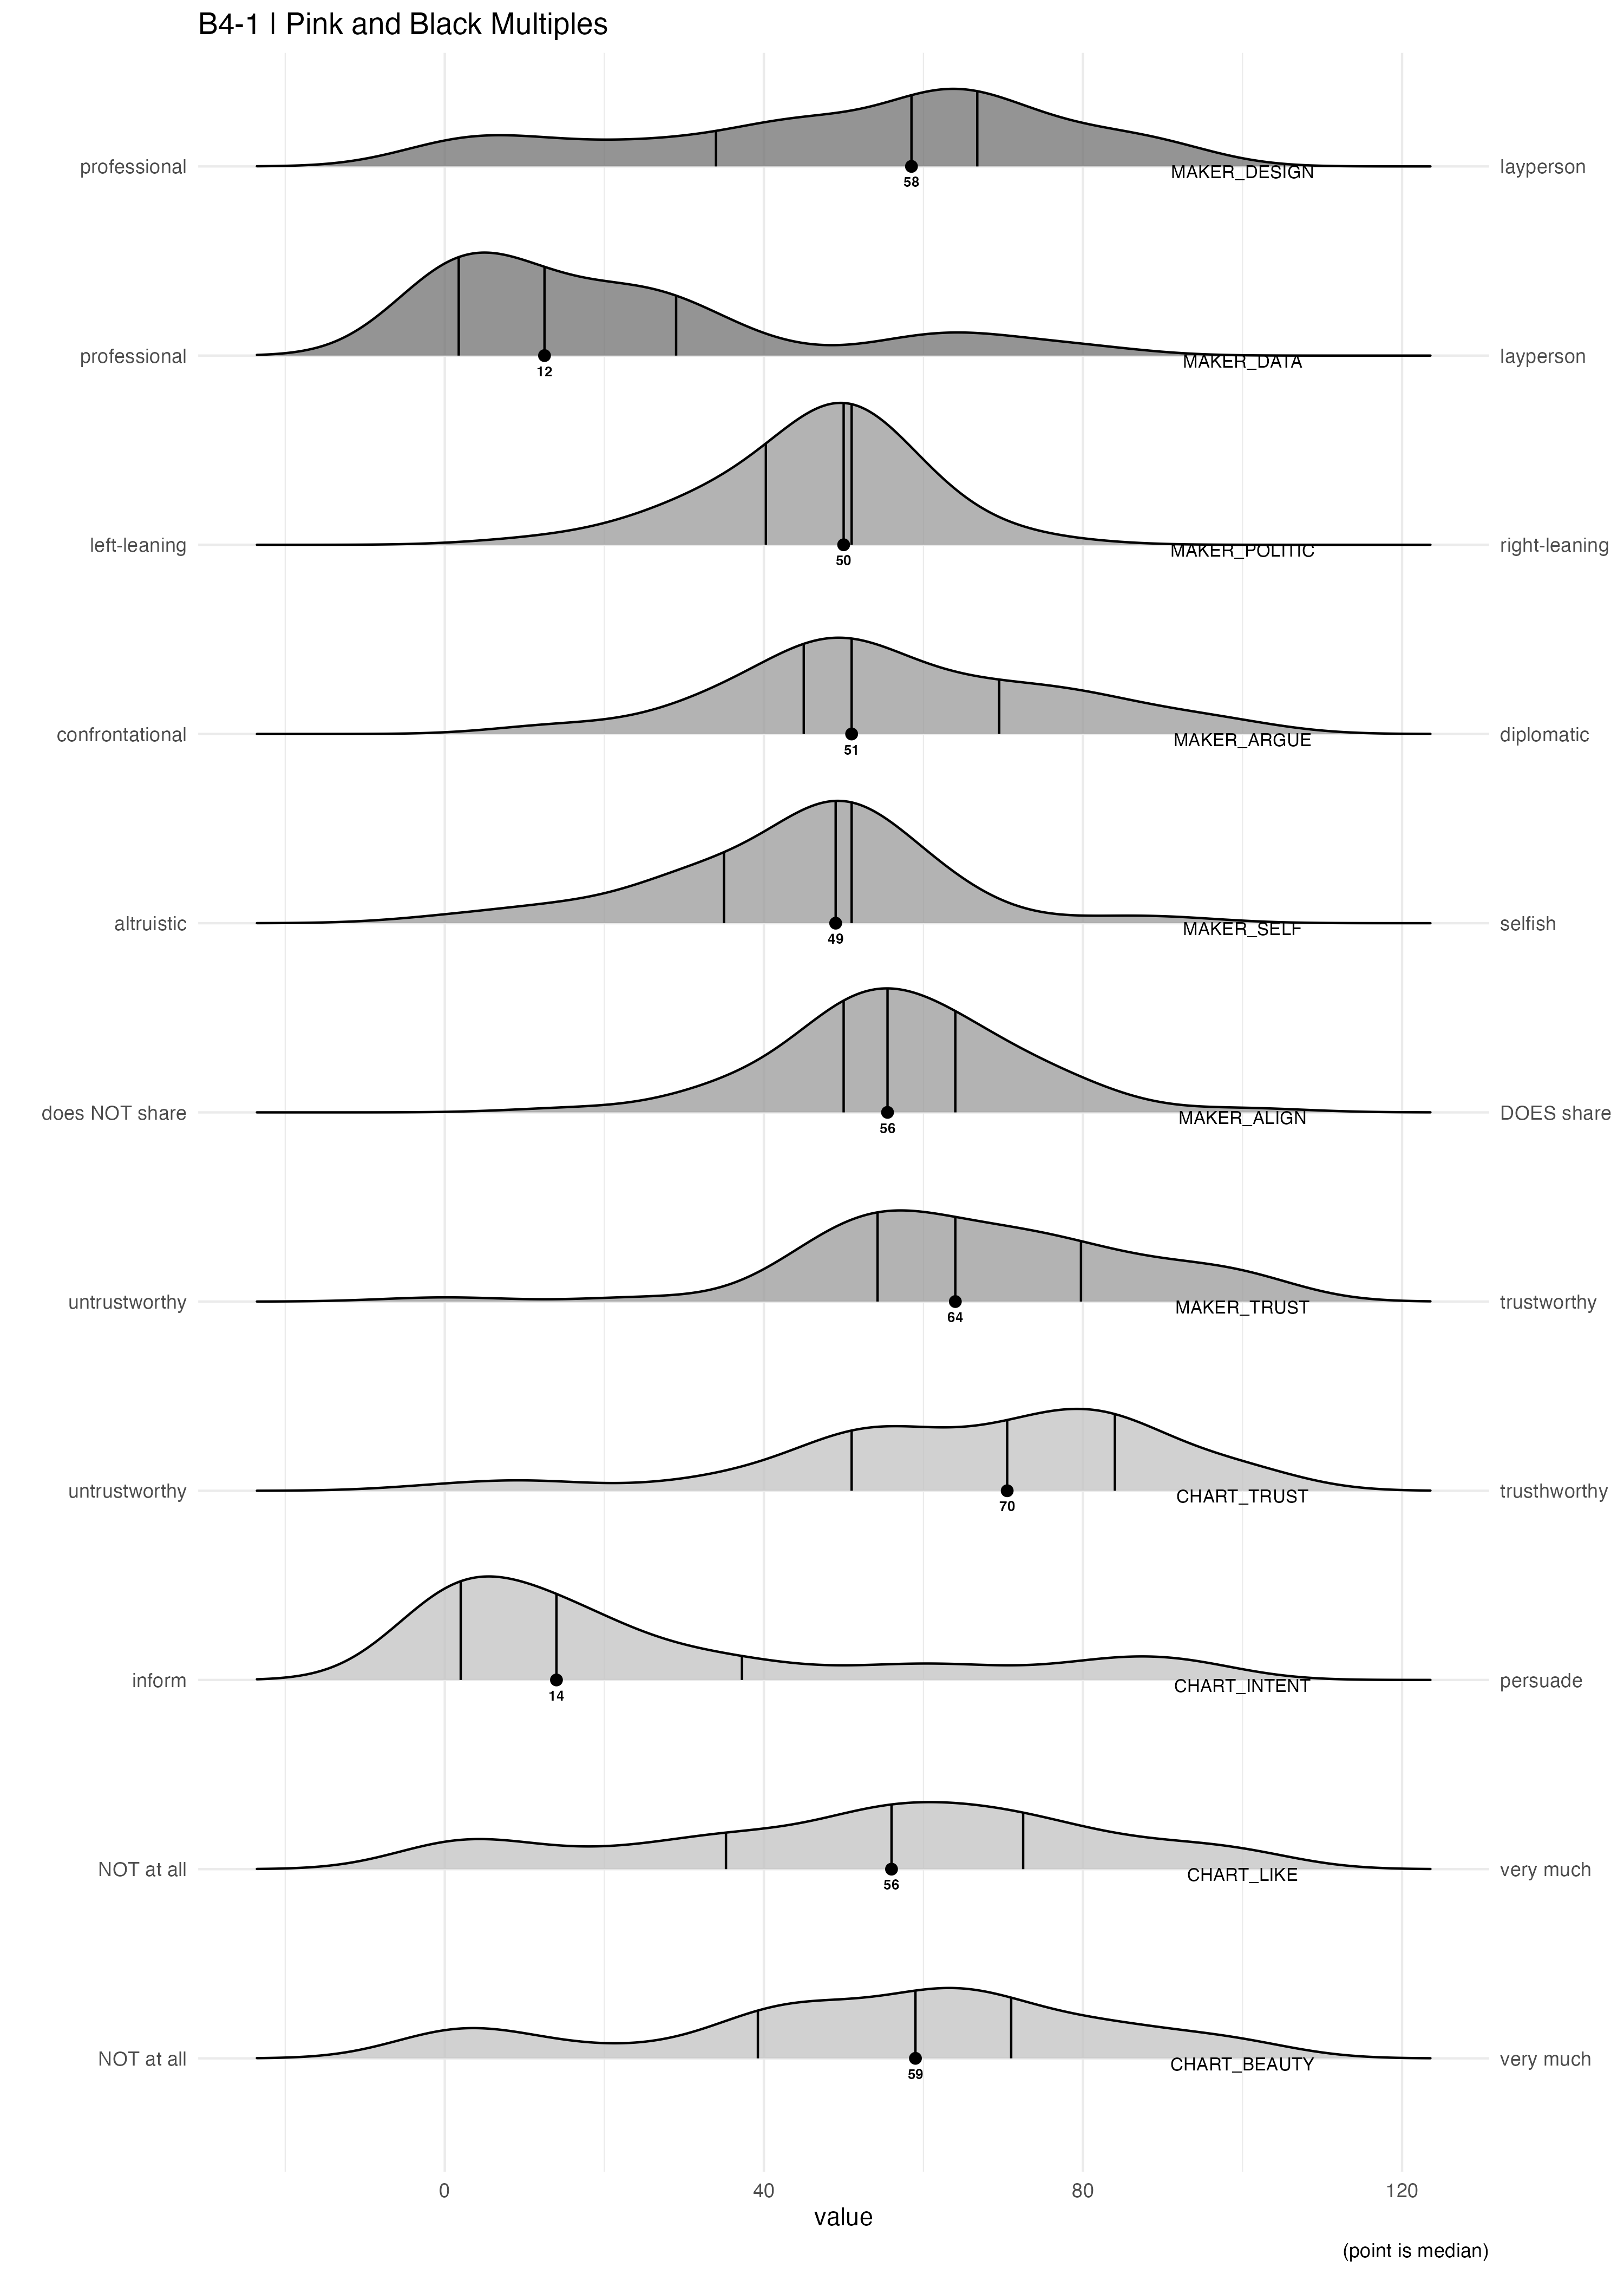 B4-1 | Pink and Black Multiples
professional
MAKER_DESIGN
layperson
58
professional
MAKER_DATA
layperson
12
left-leaning
MAKER_POLITIC
right-leaning
50
confrontational
MAKER_ARGUE
diplomatic
51
altruistic
MAKER_SELF
selfish
49
does NOT share
MAKER_ALIGN
DOES share
56
untrustworthy
MAKER_TRUST
trustworthy
64
untrustworthy
CHART_TRUST
trusthworthy
70
inform
CHART_INTENT
persuade
14
NOT at all
CHART_LIKE
very much
56
NOT at all
CHART_BEAUTY
very much
59
0 40 80 120
value
(point is median)